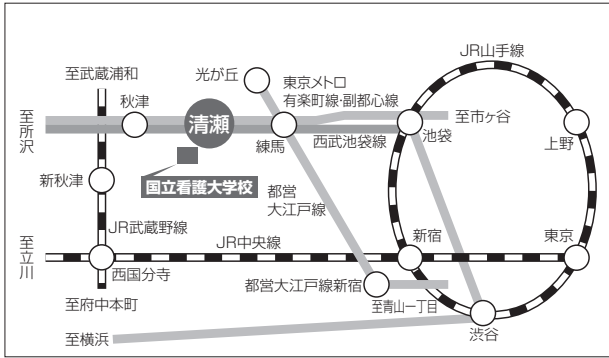 JR山手線
至武蔵浦和
光が丘
東京メトロ
有楽町線・副都心線
至市ヶ谷
秋津
清瀬
練馬
西武池袋線
池袋
上野
至所沢
国立看護大学校
新秋津
都営
大江戸線
JR武蔵野線
JR中央線
新宿
東京
至立川
西国分寺
都営大江戸線新宿
至青山一丁目
至府中本町
渋谷
至横浜